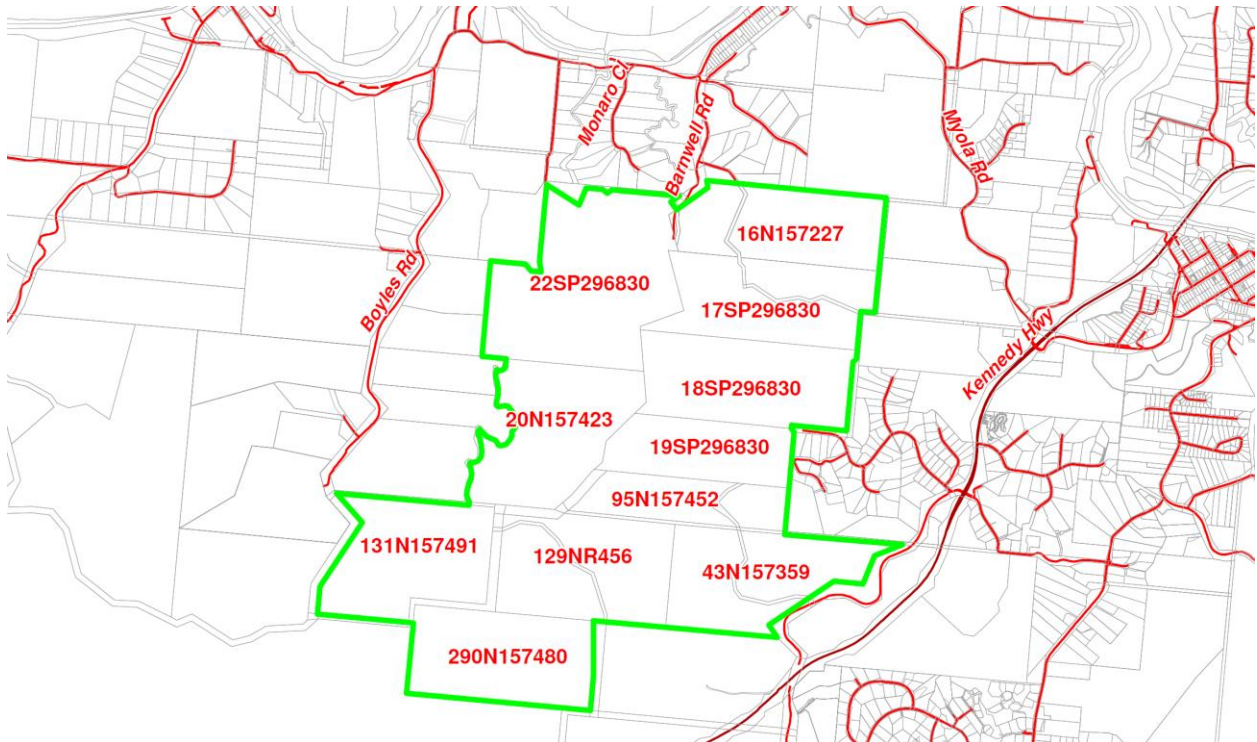 Monaro Cl
Barnwell Rd
Myola Rd
16N157227
Boyles Rd
22SP296830
17SP296830
Kennedy Hwy
18SP296830
20N157423
19SP296830
95N157452
131N157491
129NR456
43N157359
290N157480